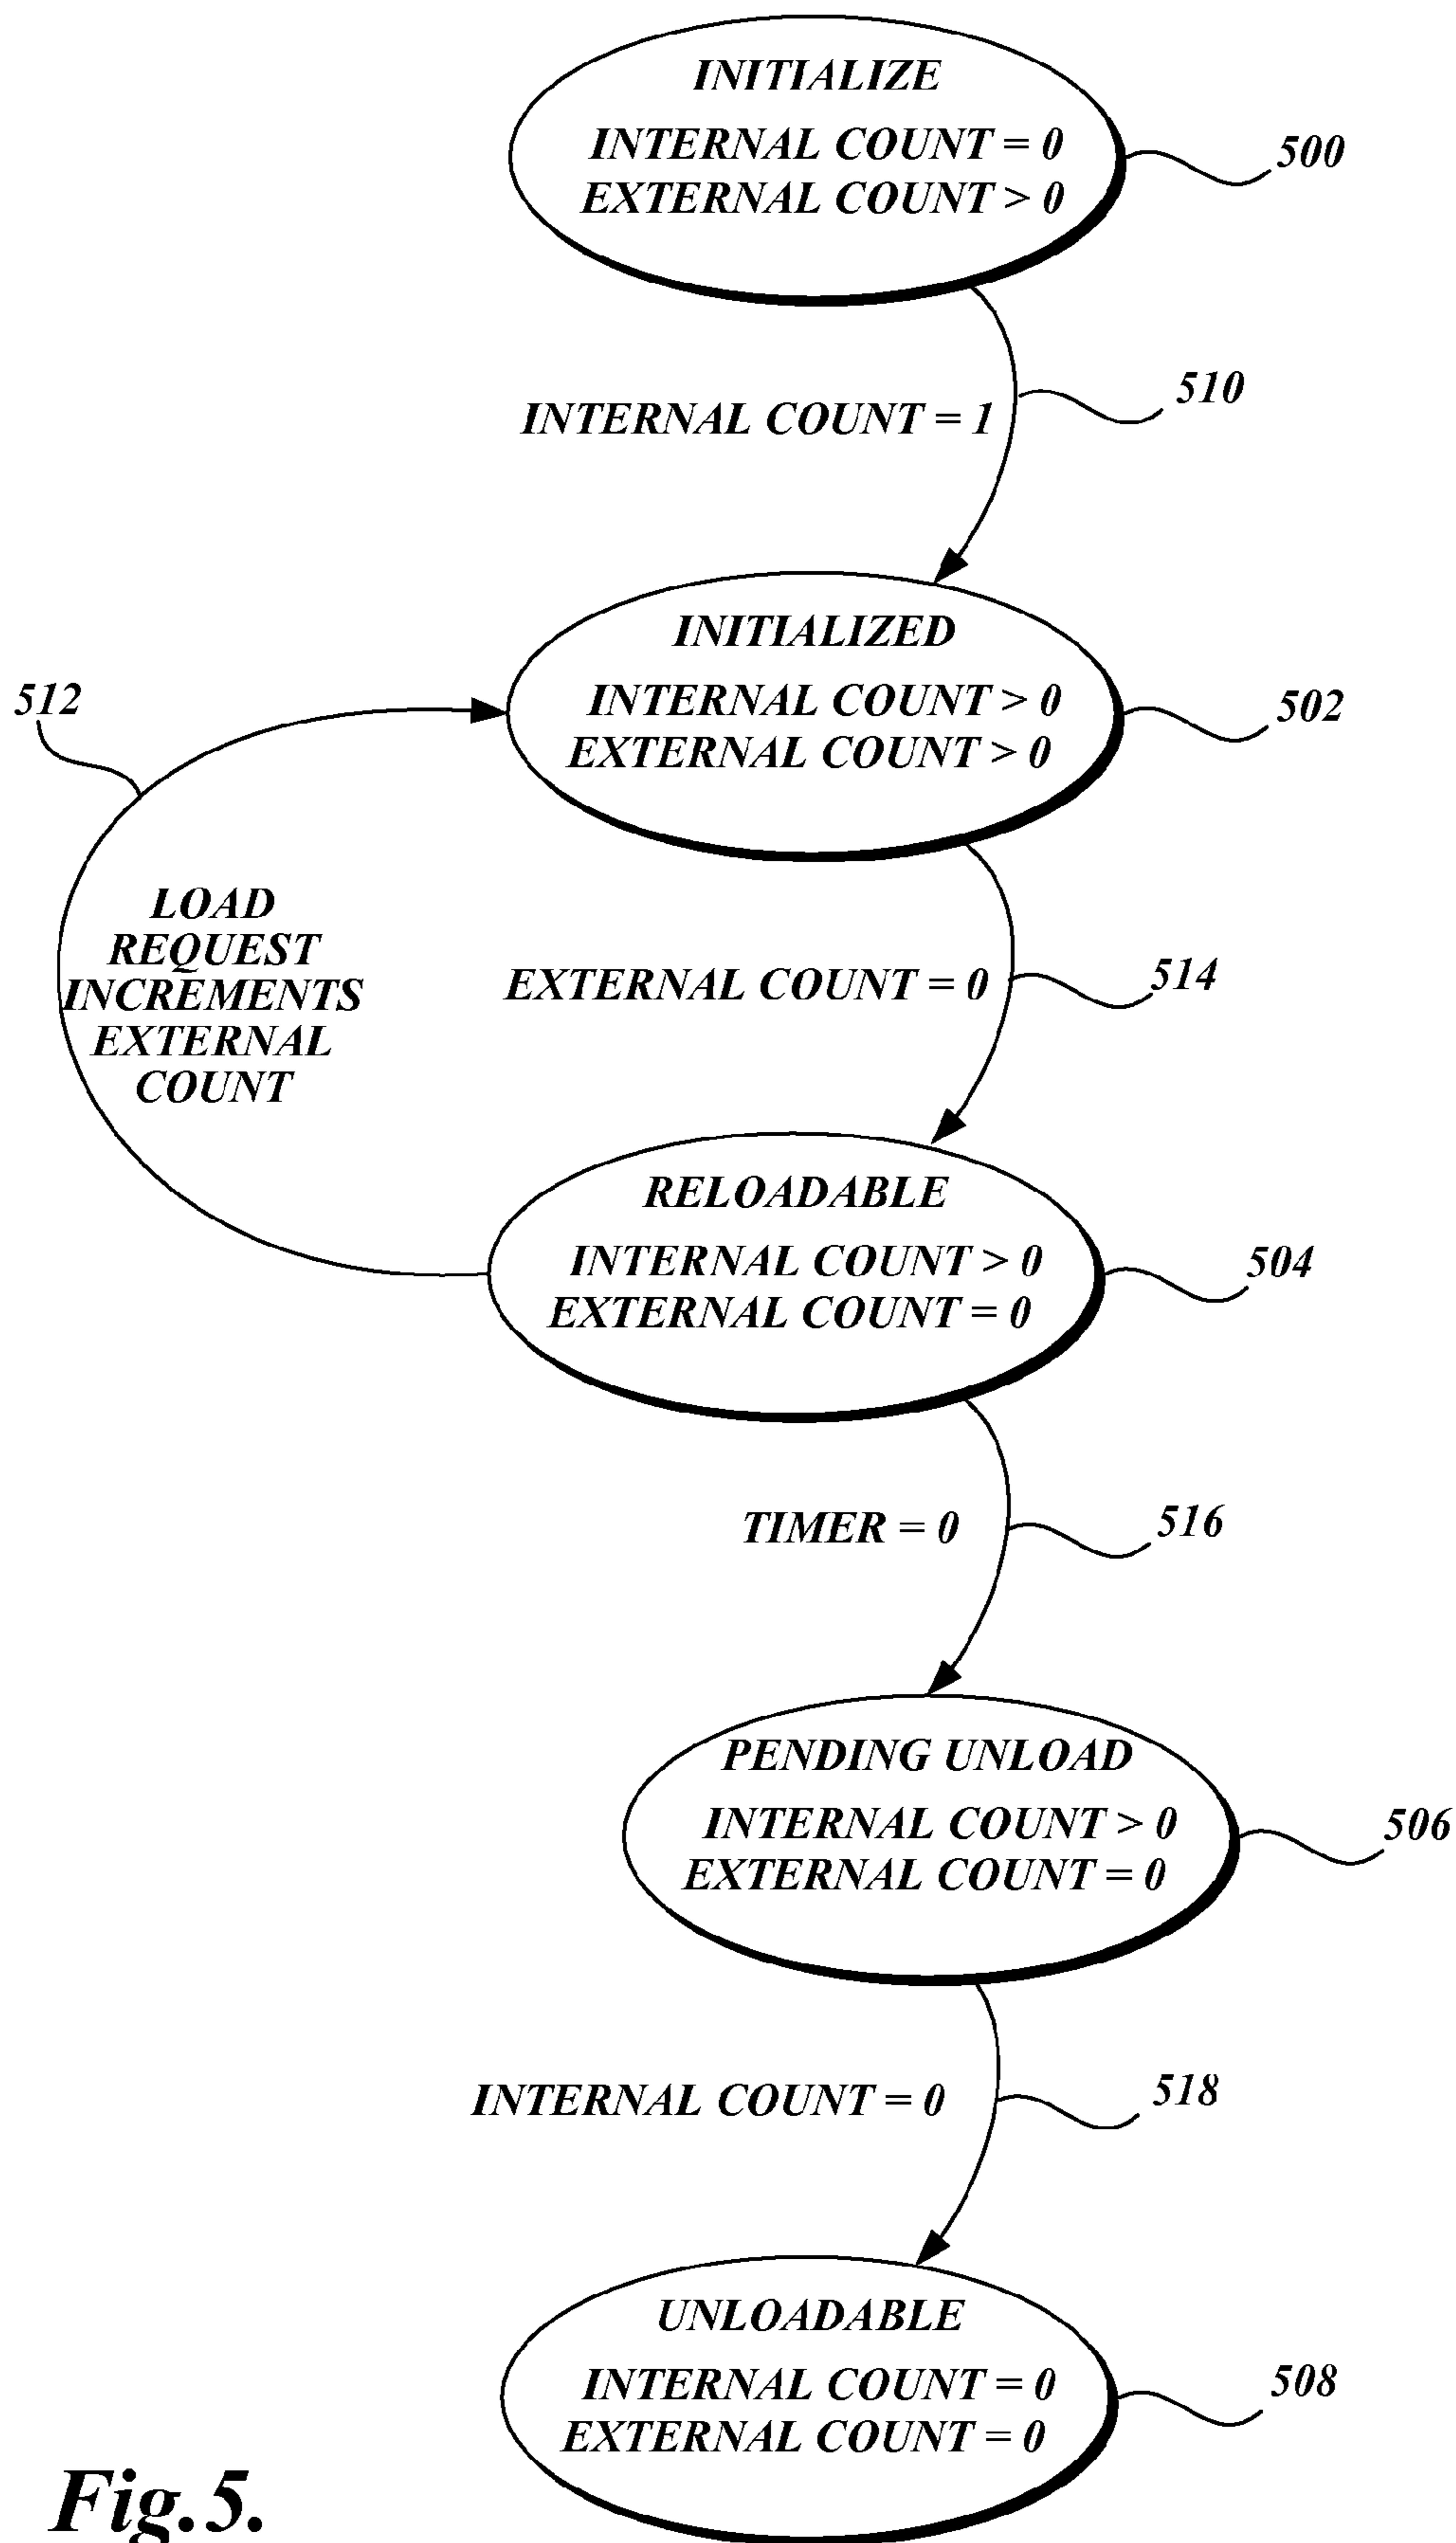 INITIALIZE
INTERNAL COUNT = 0
EXTERNAL COUNT > 0
500
INTERNAL COUNT = 1
510
INITIALIZED
INTERNAL COUNT > 0
EXTERNAL COUNT > 0
502
512
LOAD
REQUEST
INCREMENTS
EXTERNAL
COUNT
EXTERNAL COUNT = 0
514
RELOADABLE
INTERNAL COUNT > 0
EXTERNAL COUNT = 0
504
TIMER = 0
516
PENDING UNLOAD
INTERNAL COUNT > 0
EXTERNAL COUNT = 0
506
INTERNAL COUNT = 0
518
UNLOADABLE
INTERNAL COUNT = 0
EXTERNAL COUNT = 0
508
Fig.5.